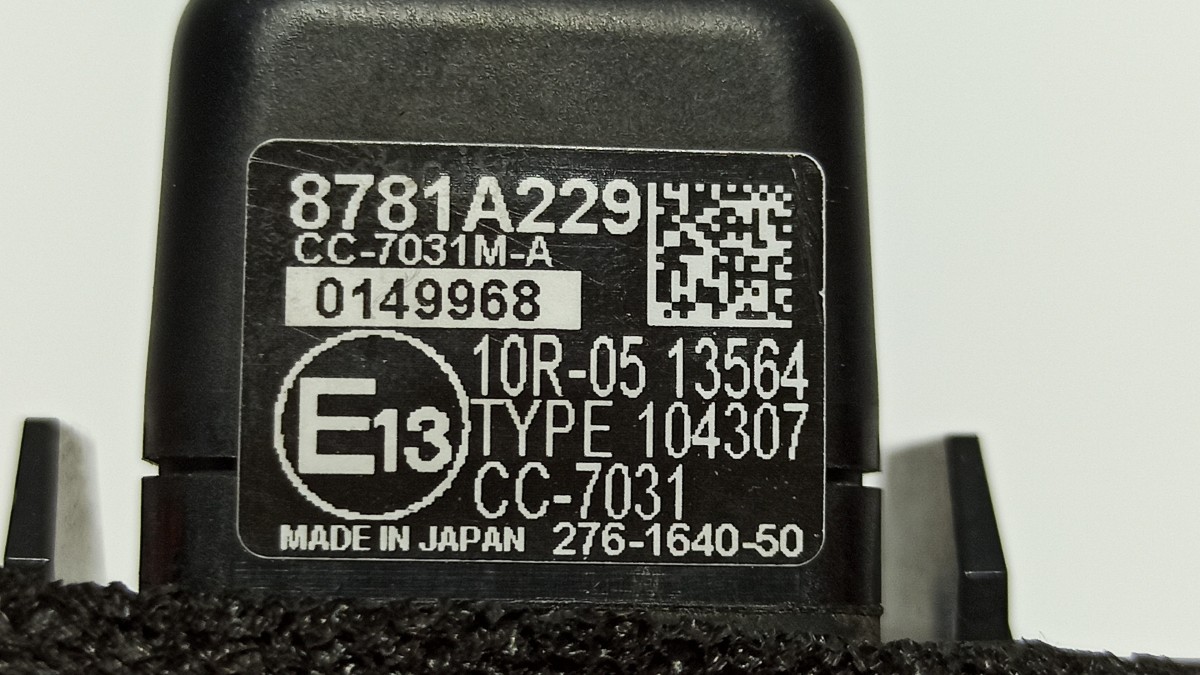 8781A229
CC-7031M-A
0149968
E13
10R-05 13564
TYPE 104307
CC-7031
MADE IN JAPAN 276-1640-50